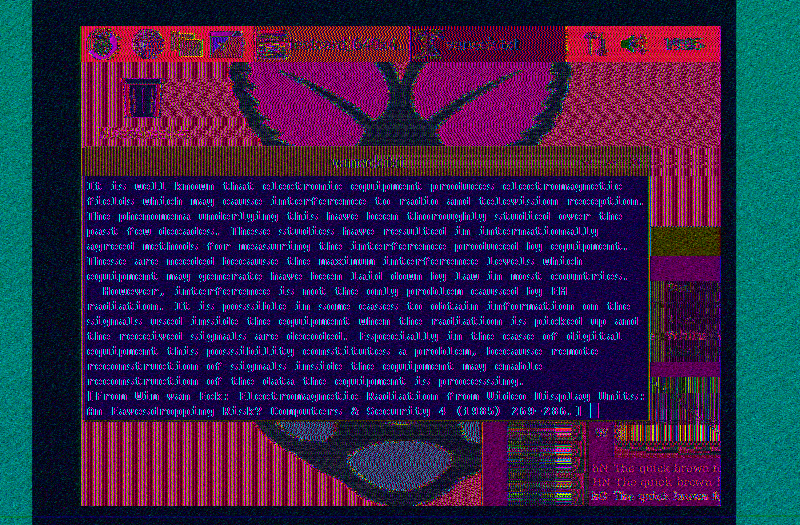 It is well known that electronic equipment produces electromagnetic
fields which may cause interference to radio and television reception.
The phenomena underlying this have been thoroughly studied over the
past few decades. These studies have resulted in internationally
agreed methods for measuring the interference produced by equipment.
These are needed because the maximum interference levels which
equipment may generate have been laid down by law in most countries.
However, interference is not the only problem caused by EM
radiation. It is possible in some cases to obtain information on the
signals used inside the equipment when the radiation is picked up and
the received signals are decoded. Especially in the case of digital
equipment this possibility constitutes a problem, because remote
reconstruction of signals inside the equipment may enable
reconstruction of the data the equipment is processing.
[From Wim van Eck: Electromagnetic Radiation from Video Display Units:
An Eavesdropping Risk? Computers & Security 4 (1985) 269-286.]
The quick brown
The quick brown
The quick brown